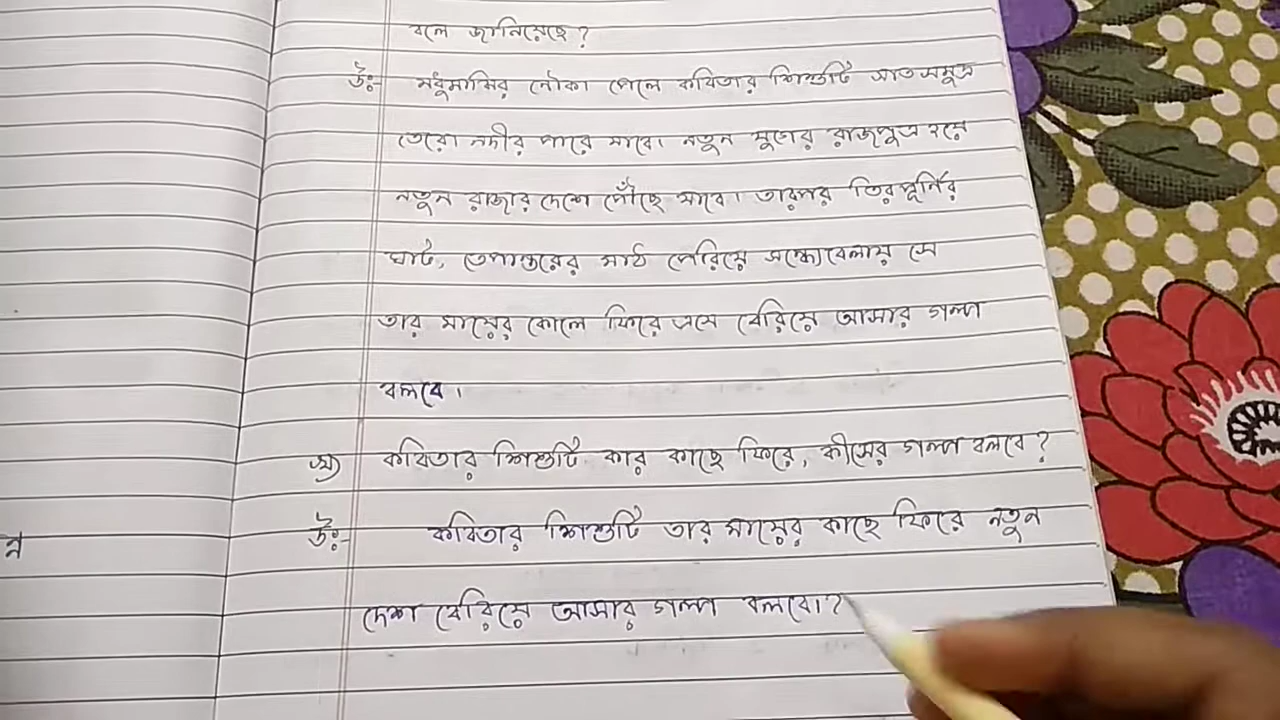 বলে জানিয়েছে?
উঃ- মধুমাঝির নৌকা পেলে কবিতার শিশুটি সাত সমুদ্র
তেরো নদীর পারে যাবে। নতুন যুগের রাজপুত্র হয়ে
নতুন রাজার দেশে পৌঁছে যাবে। তারপর তিরপূর্নির
ঘাট, তেপান্তরের মাঠ পেরিয়ে সন্ধ্যেবেলায় সে
তার মায়ের কোলে ফিরে এসে বেরিয়ে আসার গল্প
বলবে।
কবিতার শিশুটি কার কাছে ফিরে, কীসের গল্প বলবে?
উঃ- কবিতার শিশুটি তার মায়ের কাছে ফিরে নতুন
দেশ বেরিয়ে আসার গল্প বলবে।?
ন